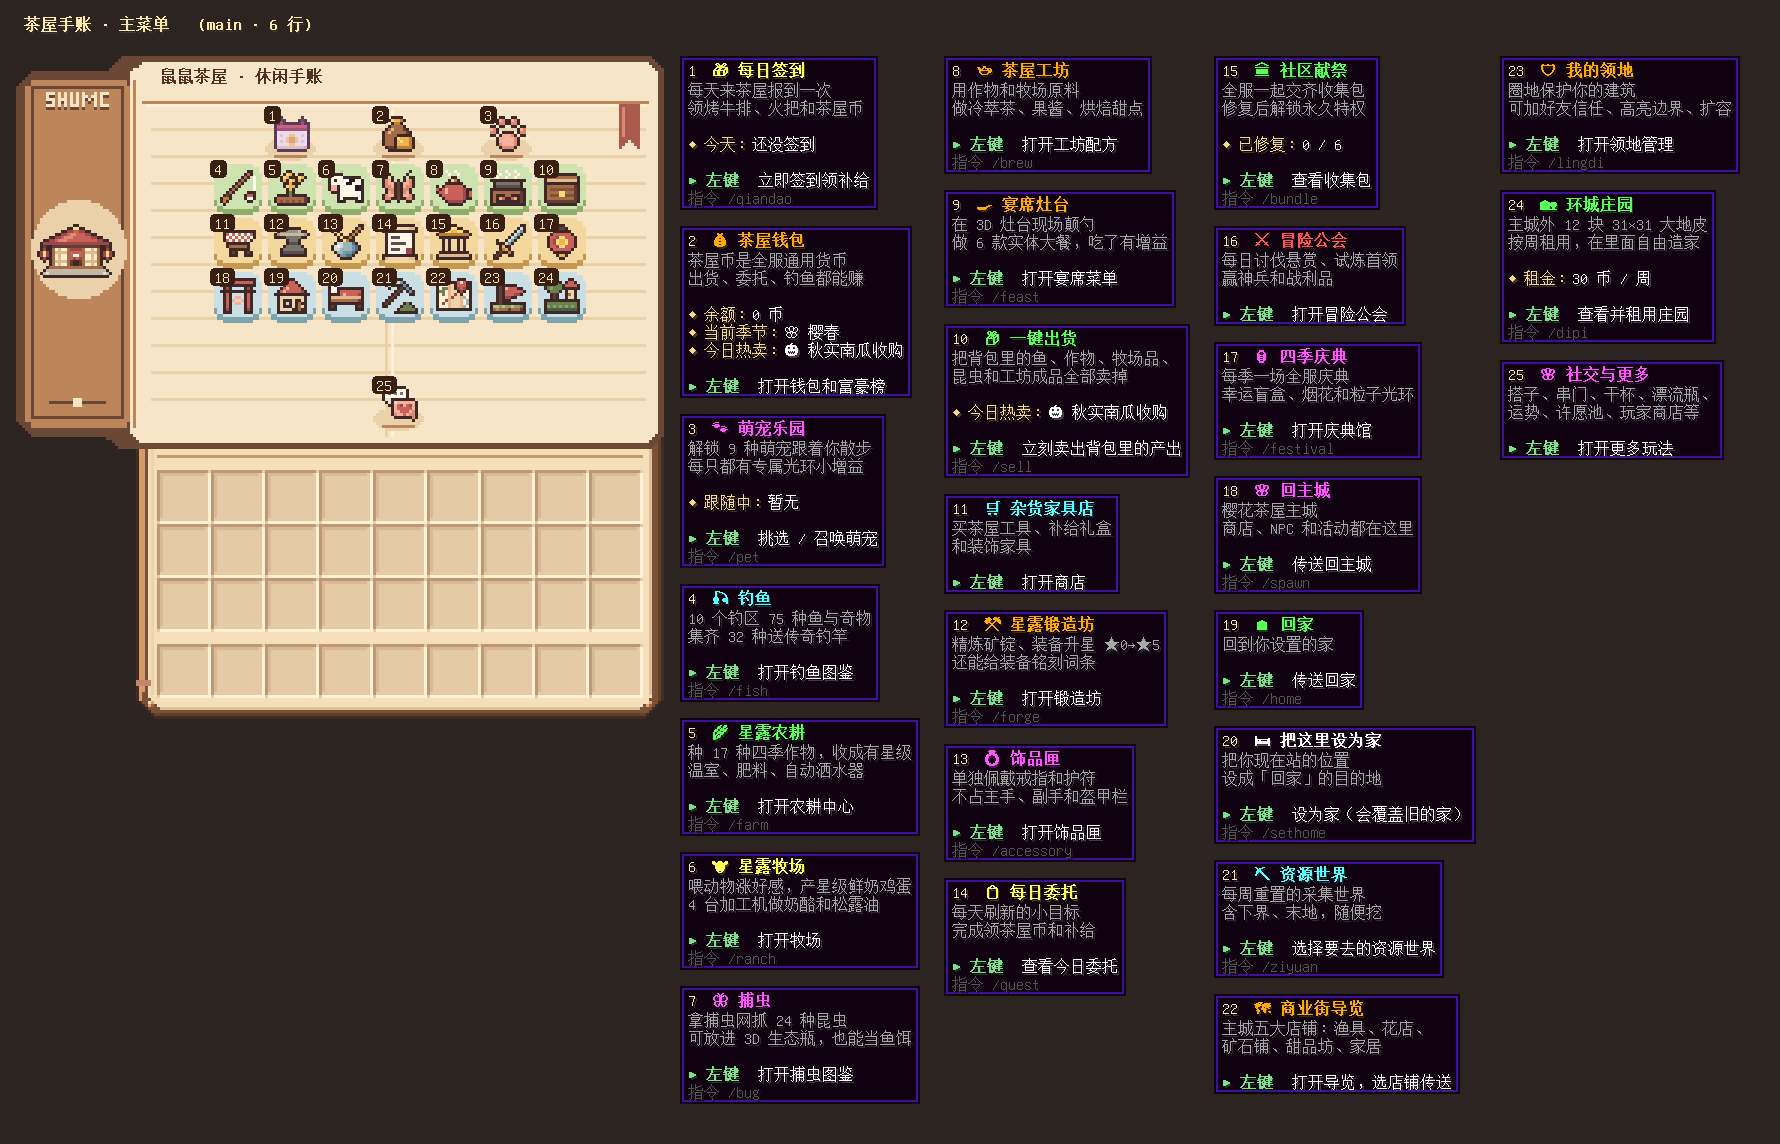 茶屋手账 · 主菜单 (main · 6 行)
SHUMC
鼠鼠茶屋 · 休闲手账
1
2
3
4
5
6
7
8
9
10
11
12
13
14
15
16
17
18
19
20
21
22
23
24
25
1 每日签到
每天来茶屋报到一次
领烤牛排、火把和茶屋币
今天: 还没签到
左键 立即签到领补给
指令 /qiandao
2 茶屋钱包
茶屋币是全服通用货币
出货、委托、钓鱼都能赚
余额: 0 币
当前季节: 樱春
今日热卖: 秋实南瓜收购
左键 打开钱包和富豪榜
3 萌宠乐园
解锁 9 种萌宠跟着你散步
每只都有专属光环小增益
跟随中: 暂无
左键 挑选 / 召唤萌宠
指令 /pet
4 钓鱼
10 个钓区 75 种鱼与奇物
集齐 32 种送传奇钓竿
左键 打开钓鱼图鉴
指令 /fish
5 星露农耕
种 17 种四季作物, 收成有星级
温室、肥料、自动洒水器
左键 打开农耕中心
指令 /farm
6 星露牧场
喂动物涨好感, 产星级鲜奶鸡蛋
4 台加工机做奶酪和松露油
左键 打开牧场
指令 /ranch
7 捕虫
拿捕虫网抓 24 种昆虫
可放进 3D 生态瓶, 也能当鱼饵
左键 打开捕虫图鉴
指令 /bug
8 茶屋工坊
用作物和牧场原料
做冷萃茶、果酱、烘焙甜点
左键 打开工坊配方
指令 /brew
9 宴席灶台
在 3D 灶台现场颠勺
做 6 款实体大餐, 吃了有增益
左键 打开宴席菜单
指令 /feast
10 一键出货
把背包里的鱼、作物、牧场品、
昆虫和工坊成品全部卖掉
今日热卖: 秋实南瓜收购
左键 立刻卖出背包里的产出
指令 /sell
11 杂货家具店
买茶屋工具、补给礼盒
和装饰家具
左键 打开商店
12 星露锻造坊
精炼矿锭、装备升星 ★0→★5
还能给装备铭刻词条
左键 打开锻造坊
指令 /forge
13 饰品匣
单独佩戴戒指和护符
不占主手、副手和盔甲栏
左键 打开饰品匣
指令 /accessory
14 每日委托
每天刷新的小目标
完成领茶屋币和补给
左键 查看今日委托
指令 /quest
15 社区献祭
全服一起交齐收集包
修复后解锁永久特权
已修复: 0 / 6
左键 查看收集包
指令 /bundle
16 冒险公会
每日讨伐悬赏、试炼首领
赢神兵和战利品
左键 打开冒险公会
17 四季庆典
每季一场全服庆典
幸运盲盒、烟花和粒子光环
左键 打开庆典馆
指令 /festival
18 回主城
樱花茶屋主城
商店、NPC 和活动都在这里
左键 传送回主城
指令 /spawn
19 回家
回到你设置的家
左键 传送回家
指令 /home
20 把这里设为家
把你现在站的位置
设成「回家」的目的地
左键 设为家（会覆盖旧的家）
指令 /sethome
21 资源世界
每周重置的采集世界
含下界、末地, 随便挖
左键 选择要去的资源世界
指令 /ziyuan
22 商业街导览
主城五大店铺: 渔具、花店、
矿石铺、甜品坊、家居
左键 打开导览, 选店铺传送
23 我的领地
圈地保护你的建筑
可加好友信任、高亮边界、扩容
左键 打开领地管理
指令 /lingdi
24 环城庄园
主城外 12 块 31×31 大地皮
按周租用, 在里面自由造家
租金: 30 币 / 周
左键 查看并租用庄园
指令 /dipi
25 社交与更多
搭子、串门、干杯、漂流瓶、
运势、许愿池、玩家商店等
左键 打开更多玩法